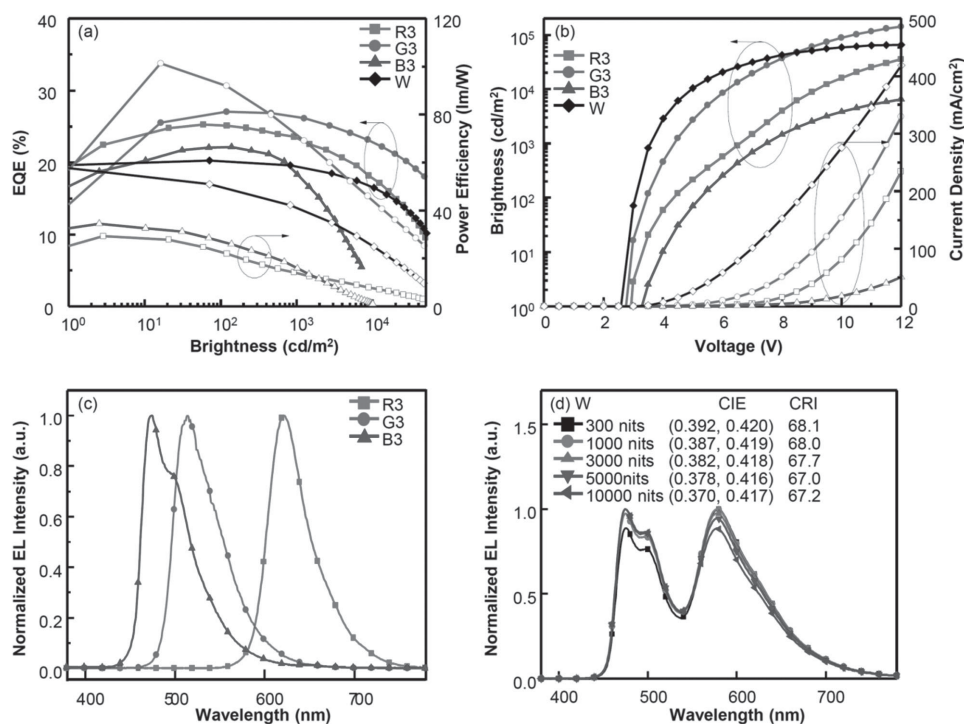 (a)
R3
G3
B3
W
40
30
20
10
0
EQE (%)
120
80
40
0
Power Efficiency (lm/W)
10⁰ 10¹ 10² 10³ 10⁴
Brightness (cd/m²)
(b)
R3
G3
B3
W
10⁵
10⁴
10³
10²
10¹
10⁰
Brightness(cd/m²)
500
400
300
200
100
0
Current Density (mA/cm²)
0 2 4 6 8 10 12
Voltage (V)
(c)
R3
G3
B3
1.0
0.8
0.6
0.4
0.2
0.0
Normalized EL Intensity (a.u.)
400 500 600 700
Wavelength (nm)
(d) W CIE CRI
300 nits (0.392, 0.420) 68.1
1000 nits (0.387, 0.419) 68.0
3000 nits (0.382, 0.418) 67.7
5000nits (0.378, 0.416) 67.0
10000 nits (0.370, 0.417) 67.2
1.5
1.0
0.5
0.0
Normalized EL Intensity (a.u.)
400 500 600 700
Wavelength (nm)